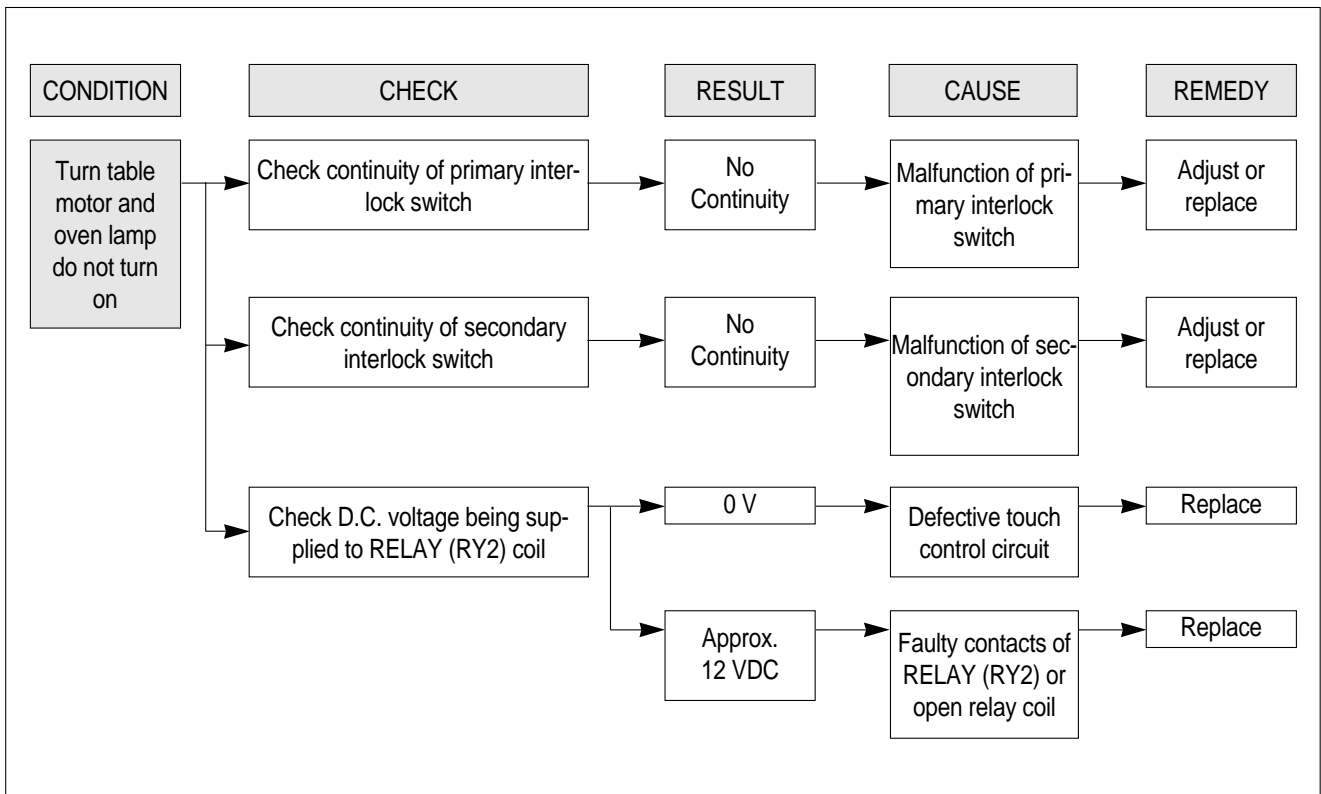 CONDITION
CHECK
RESULT
CAUSE
REMEDY
Turn table
motor and
oven lamp
do not turn
on
Check continuity of primary inter-
lock switch
No
Continuity
Malfunction of pri-
mary interlock
switch
Adjust or
replace
Check continuity of secondary
interlock switch
No
Continuity
Malfunction of sec-
ondary interlock
switch
Adjust or
replace
Check D.C. voltage being sup-
plied to RELAY (RY2) coil
0 V
Defective touch
control circuit
Replace
Approx.
12 VDC
Faulty contacts of
RELAY (RY2) or
open relay coil
Replace